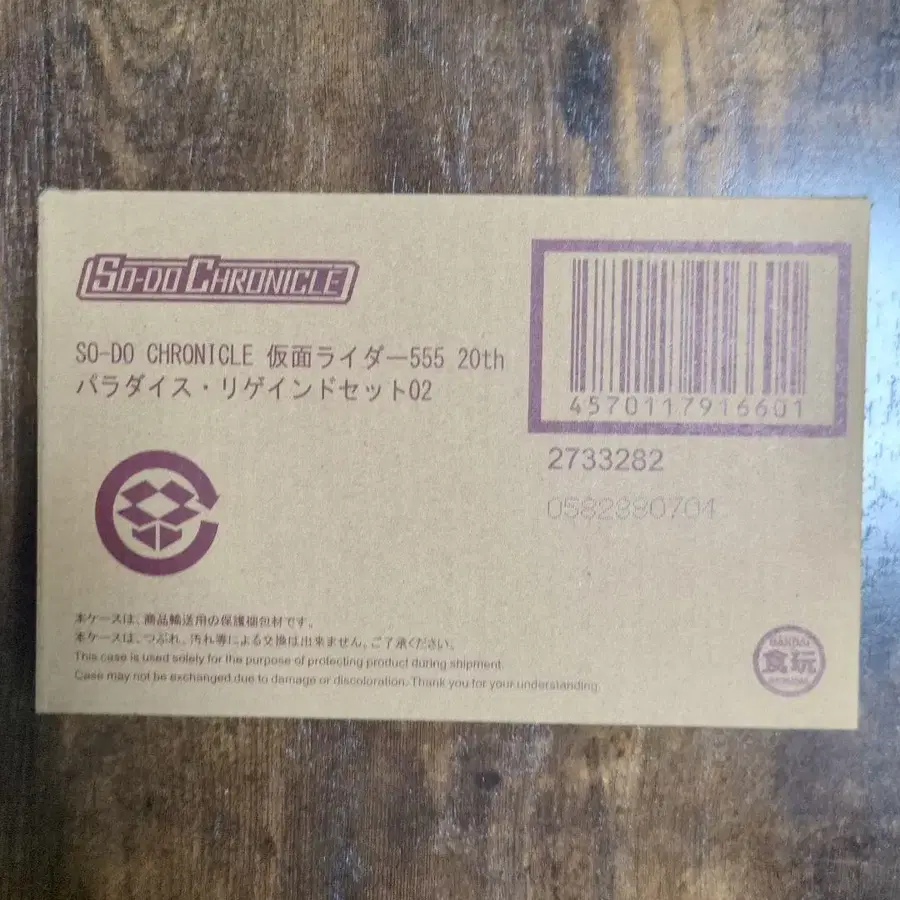 SO-DO CHRONICLE
SO-DO CHRONICLE 仮面ライダー555 20th
パラダイス・リゲインドセット02
4570117916601
2733282
0582880704
本ケースは、商品輸送用の保護梱包材です。
本ケースは、つぶれ、汚れ等による交換は出来ません。ご了承ください。
This case is used solely for the purpose of protecting product during shipment.
Case may not be exchanged due to damage or discoloration. Thank you for your understanding.
BANDAI
食玩